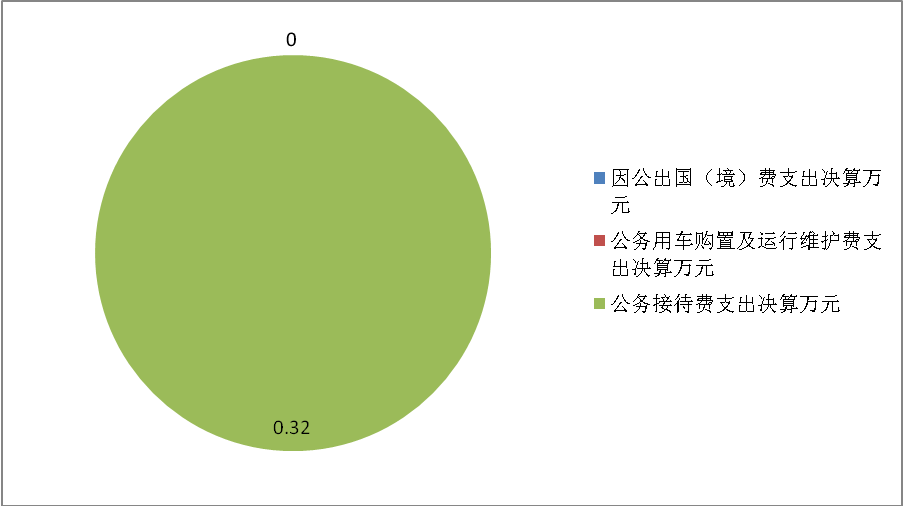 0
0.32
因公出国（境）费支出决算万
元
公务用车购置及运行维护费支
出决算万元
公务接待费支出决算万元